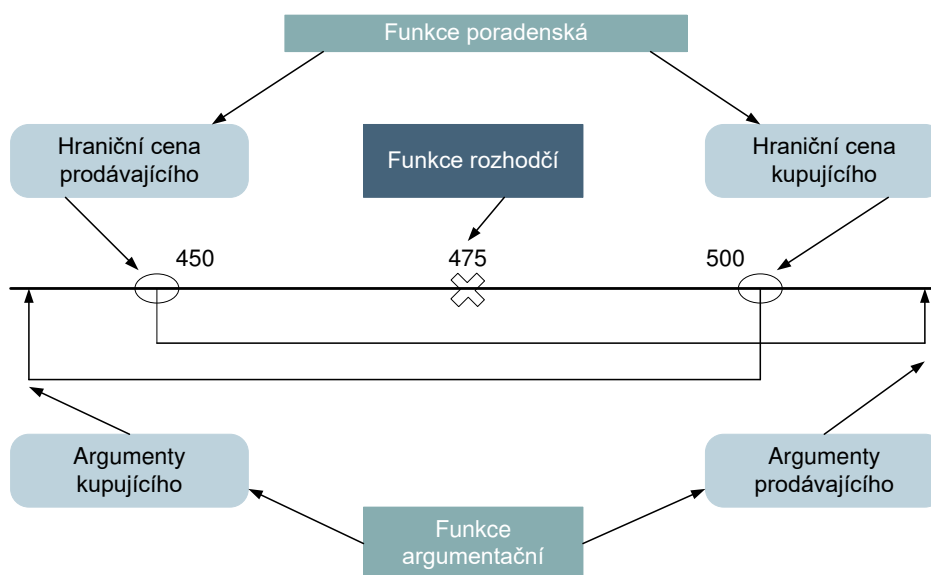 Funkce poradenská
Hraniční cena
prodávajícího
Funkce rozhodčí
Hraniční cena
kupujícího
450
475
500
Argumenty
kupujícího
Argumenty
prodávajícího
Funkce
argumentační